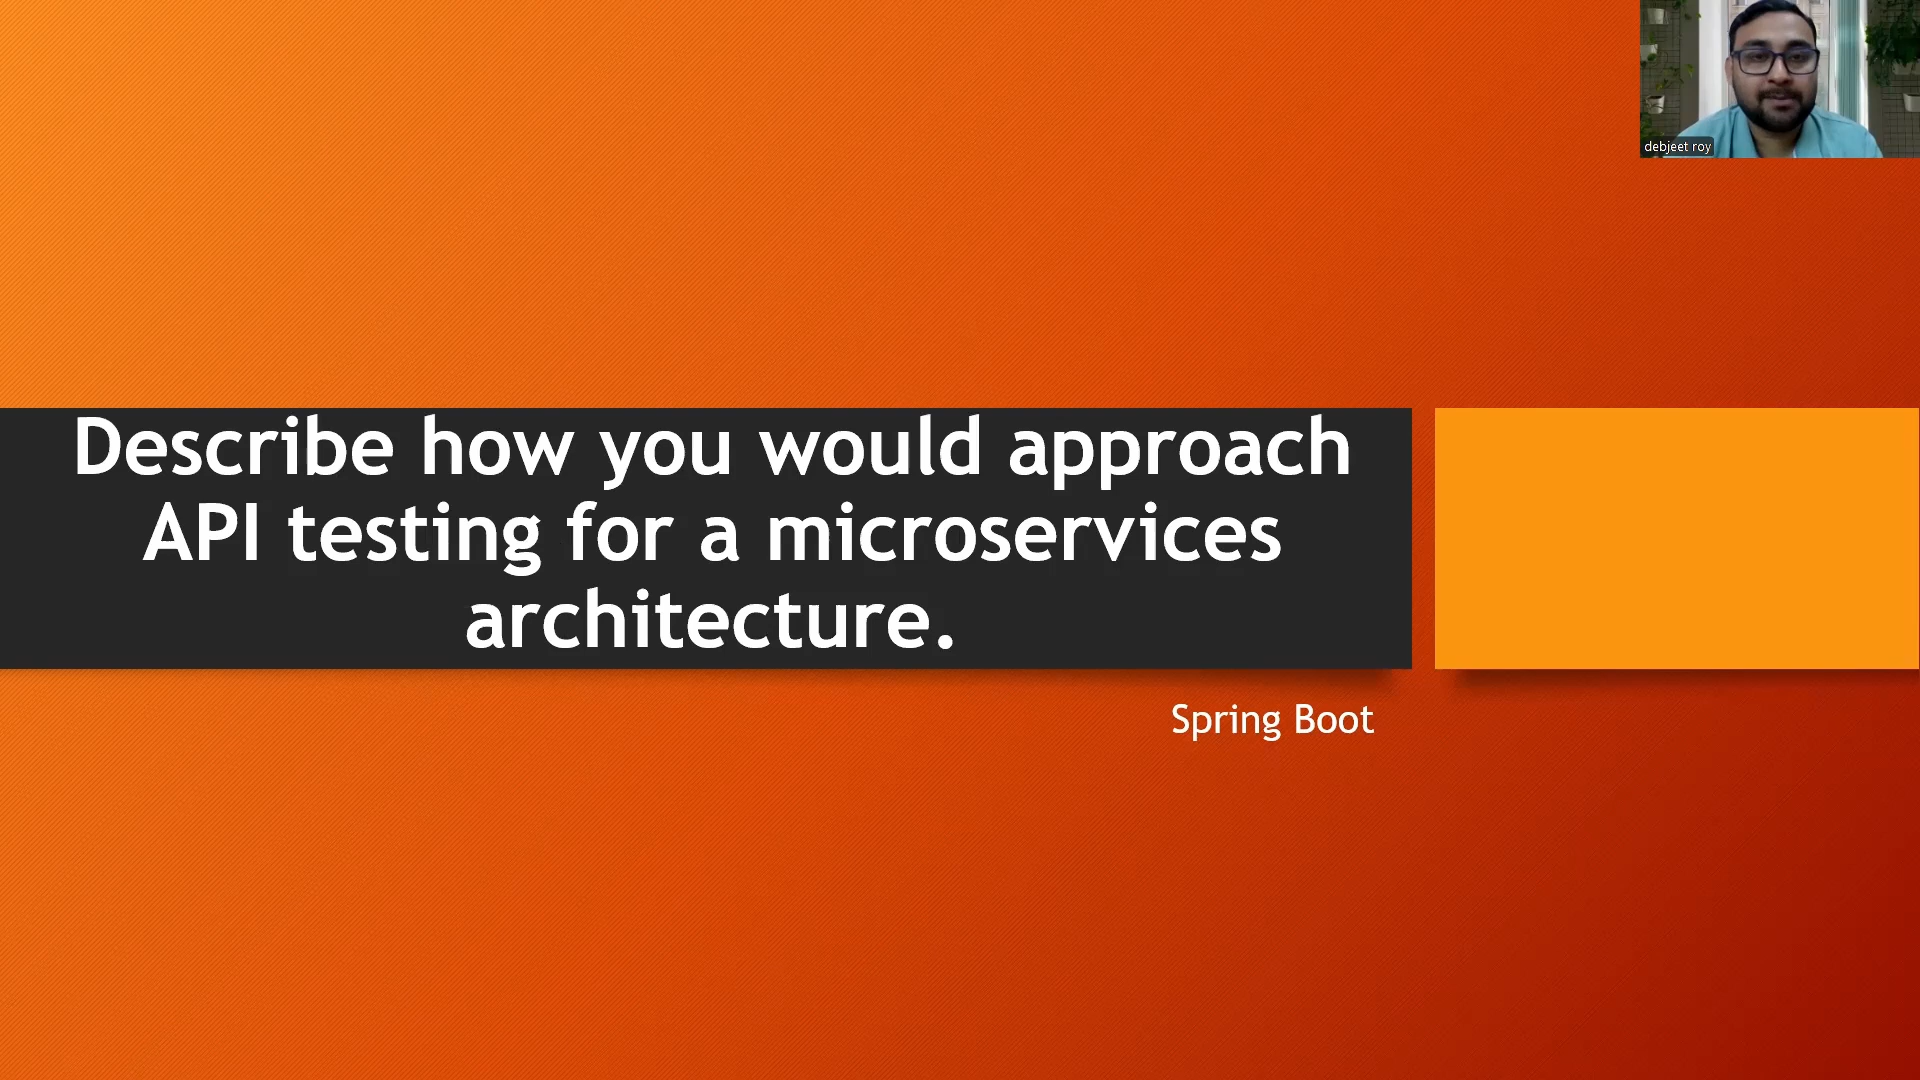 debjeet roy
Describe how you would approach
API testing for a microservices
architecture.
Spring Boot